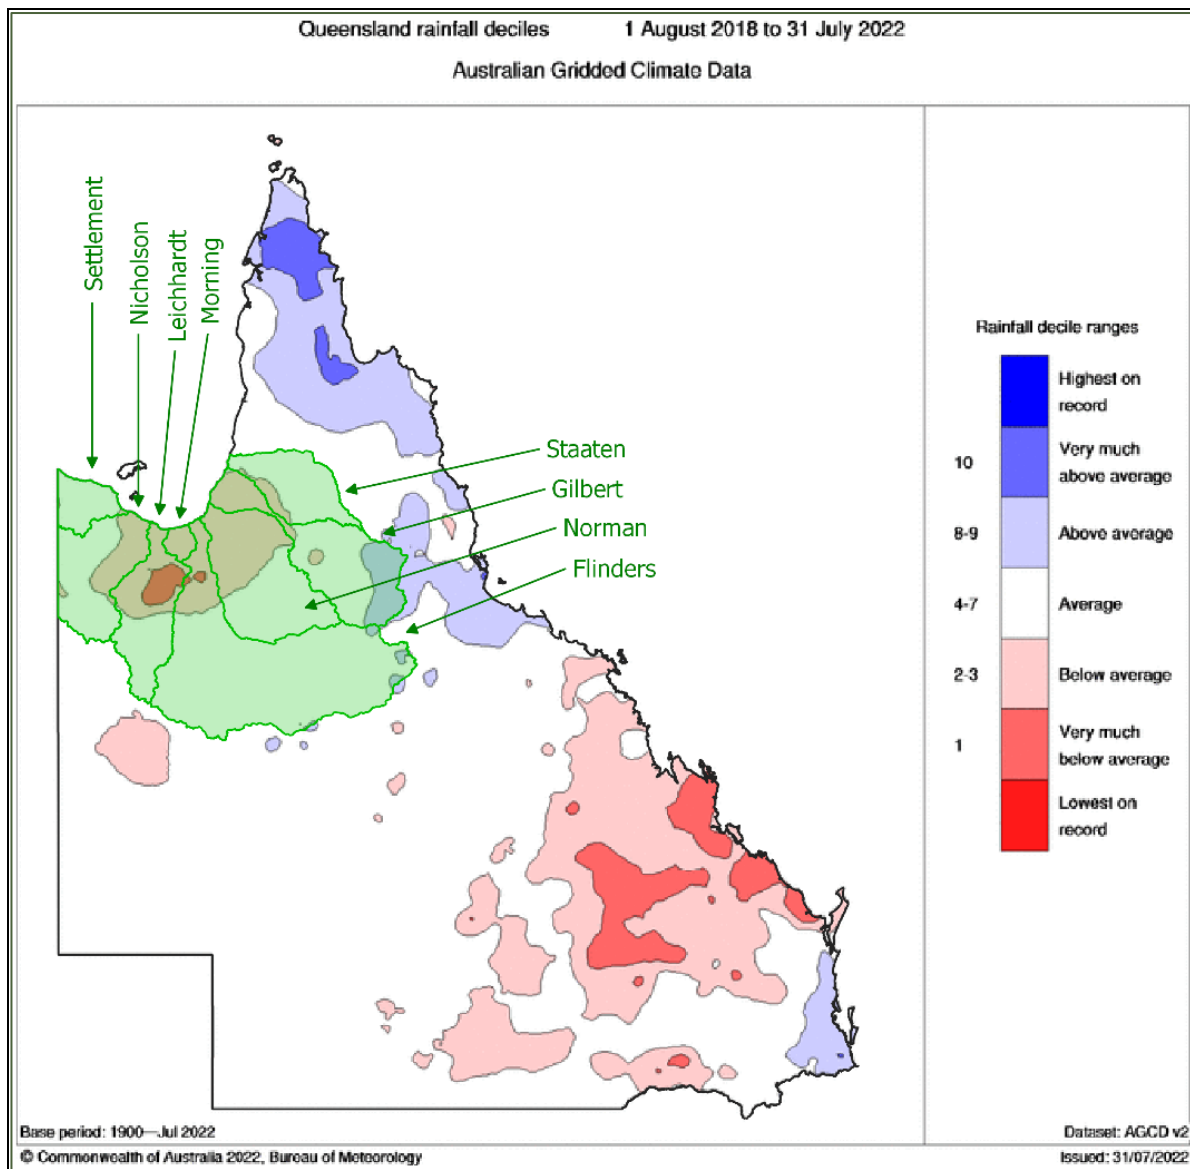 Queensland rainfall deciles 1 August 2018 to 31 July 2022
Australian Gridded Climate Data
Settlement
Nicholson
Leichhardt
Morning
Staaten
Gilbert
Norman
Flinders
Rainfall decile ranges
Highest on
record
10 Very much
above average
8-9 Above average
4-7 Average
2-3 Below average
1 Very much
below average
Lowest on
record
Base period: 1900—Jul 2022
Dataset: AGCD v2
© Commonwealth of Australia 2022, Bureau of Meteorology
Issued: 31/07/2022